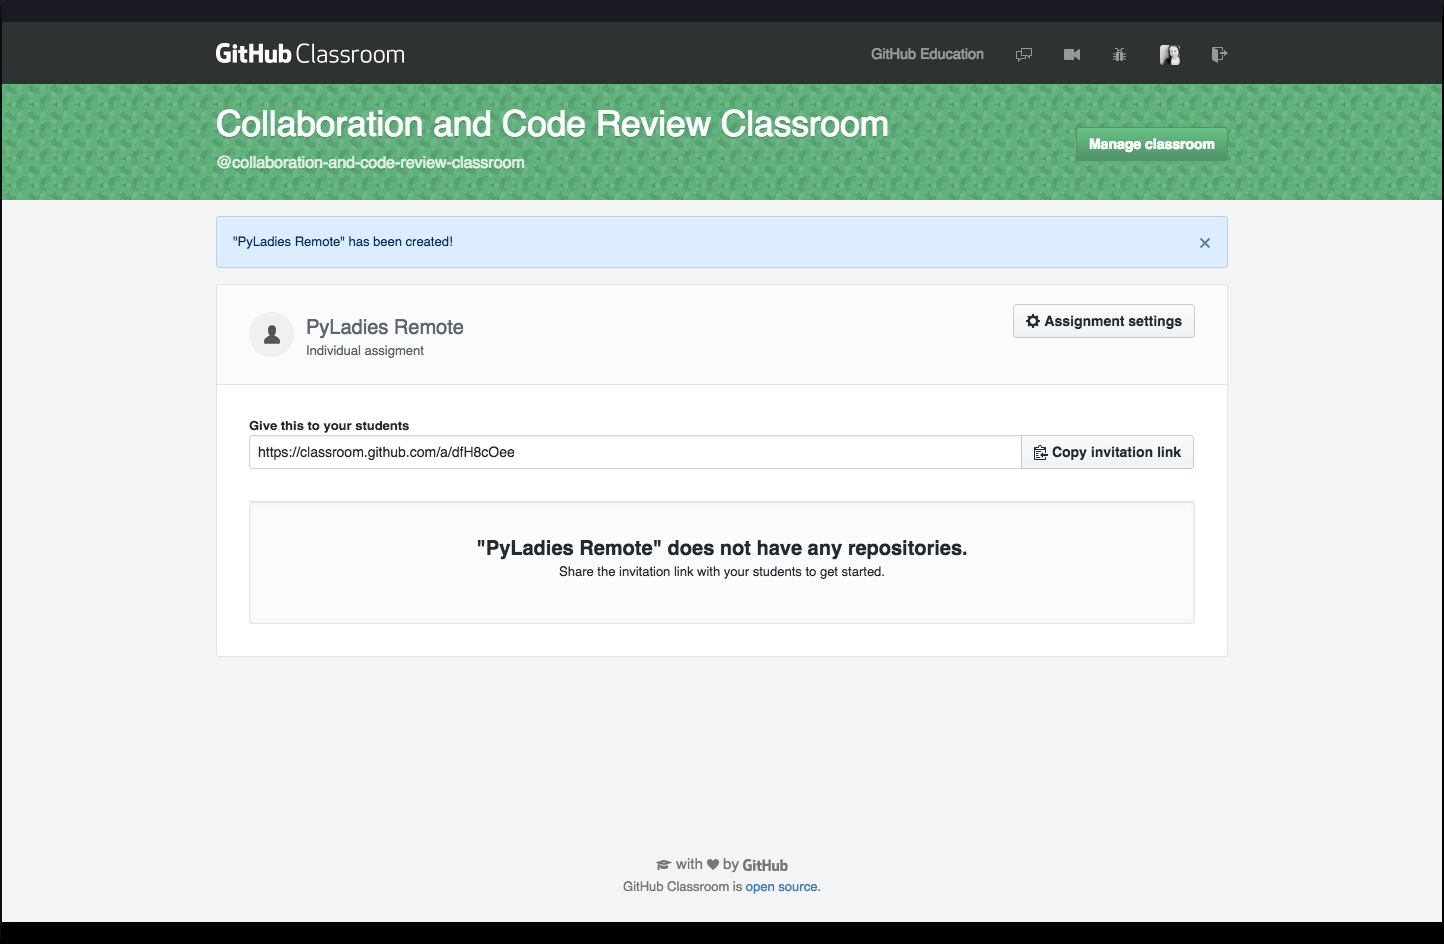 GitHub Classroom
GitHub Education
Collaboration and Code Review Classroom
@collaboration-and-code-review-classroom
Manage classroom
"PyLadies Remote" has been created!
PyLadies Remote
Individual assigment
Assignment settings
Give this to your students
https://classroom.github.com/a/dfH8cOee
Copy invitation link
"PyLadies Remote" does not have any repositories.
Share the invitation link with your students to get started.
with by GitHub
GitHub Classroom is open source.